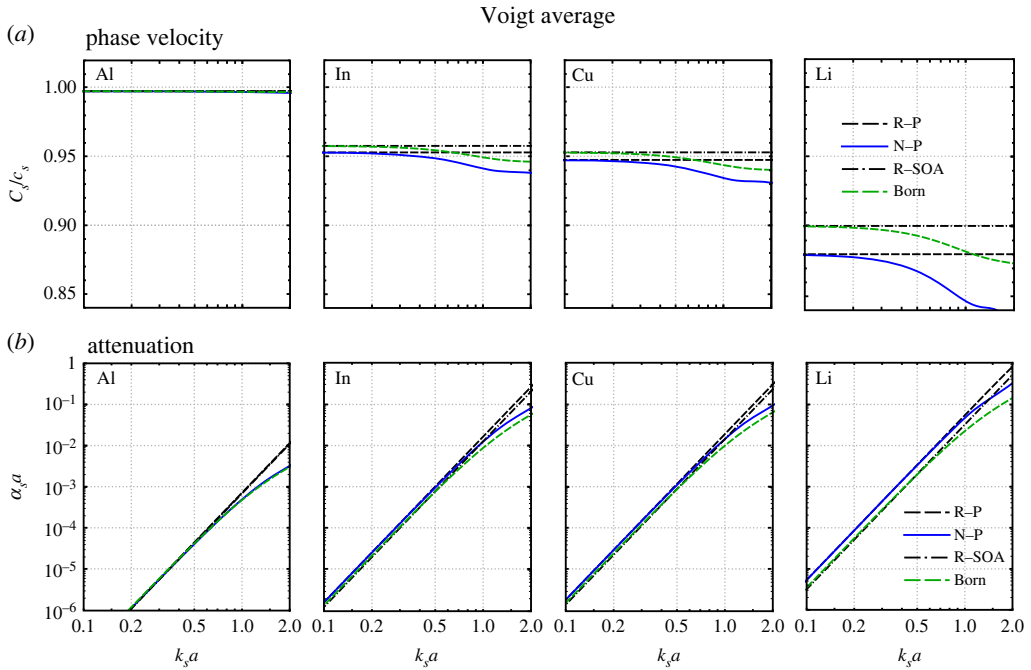 Voigt average
(a)
phase velocity
Al
In
Cu
Li
1.00
0.95
0.90
0.85
C_s/c_s
R–P
N–P
R–SOA
Born
(b)
attenuation
Al
In
Cu
Li
1
10⁻¹
10⁻²
10⁻³
10⁻⁴
10⁻⁵
10⁻⁶
α_s a
R–P
N–P
R–SOA
Born
0.1 0.2 0.5 1.0 2.0
0.1 0.2 0.5 1.0 2.0
0.1 0.2 0.5 1.0 2.0
0.1 0.2 0.5 1.0 2.0
k_s a
k_s a
k_s a
k_s a